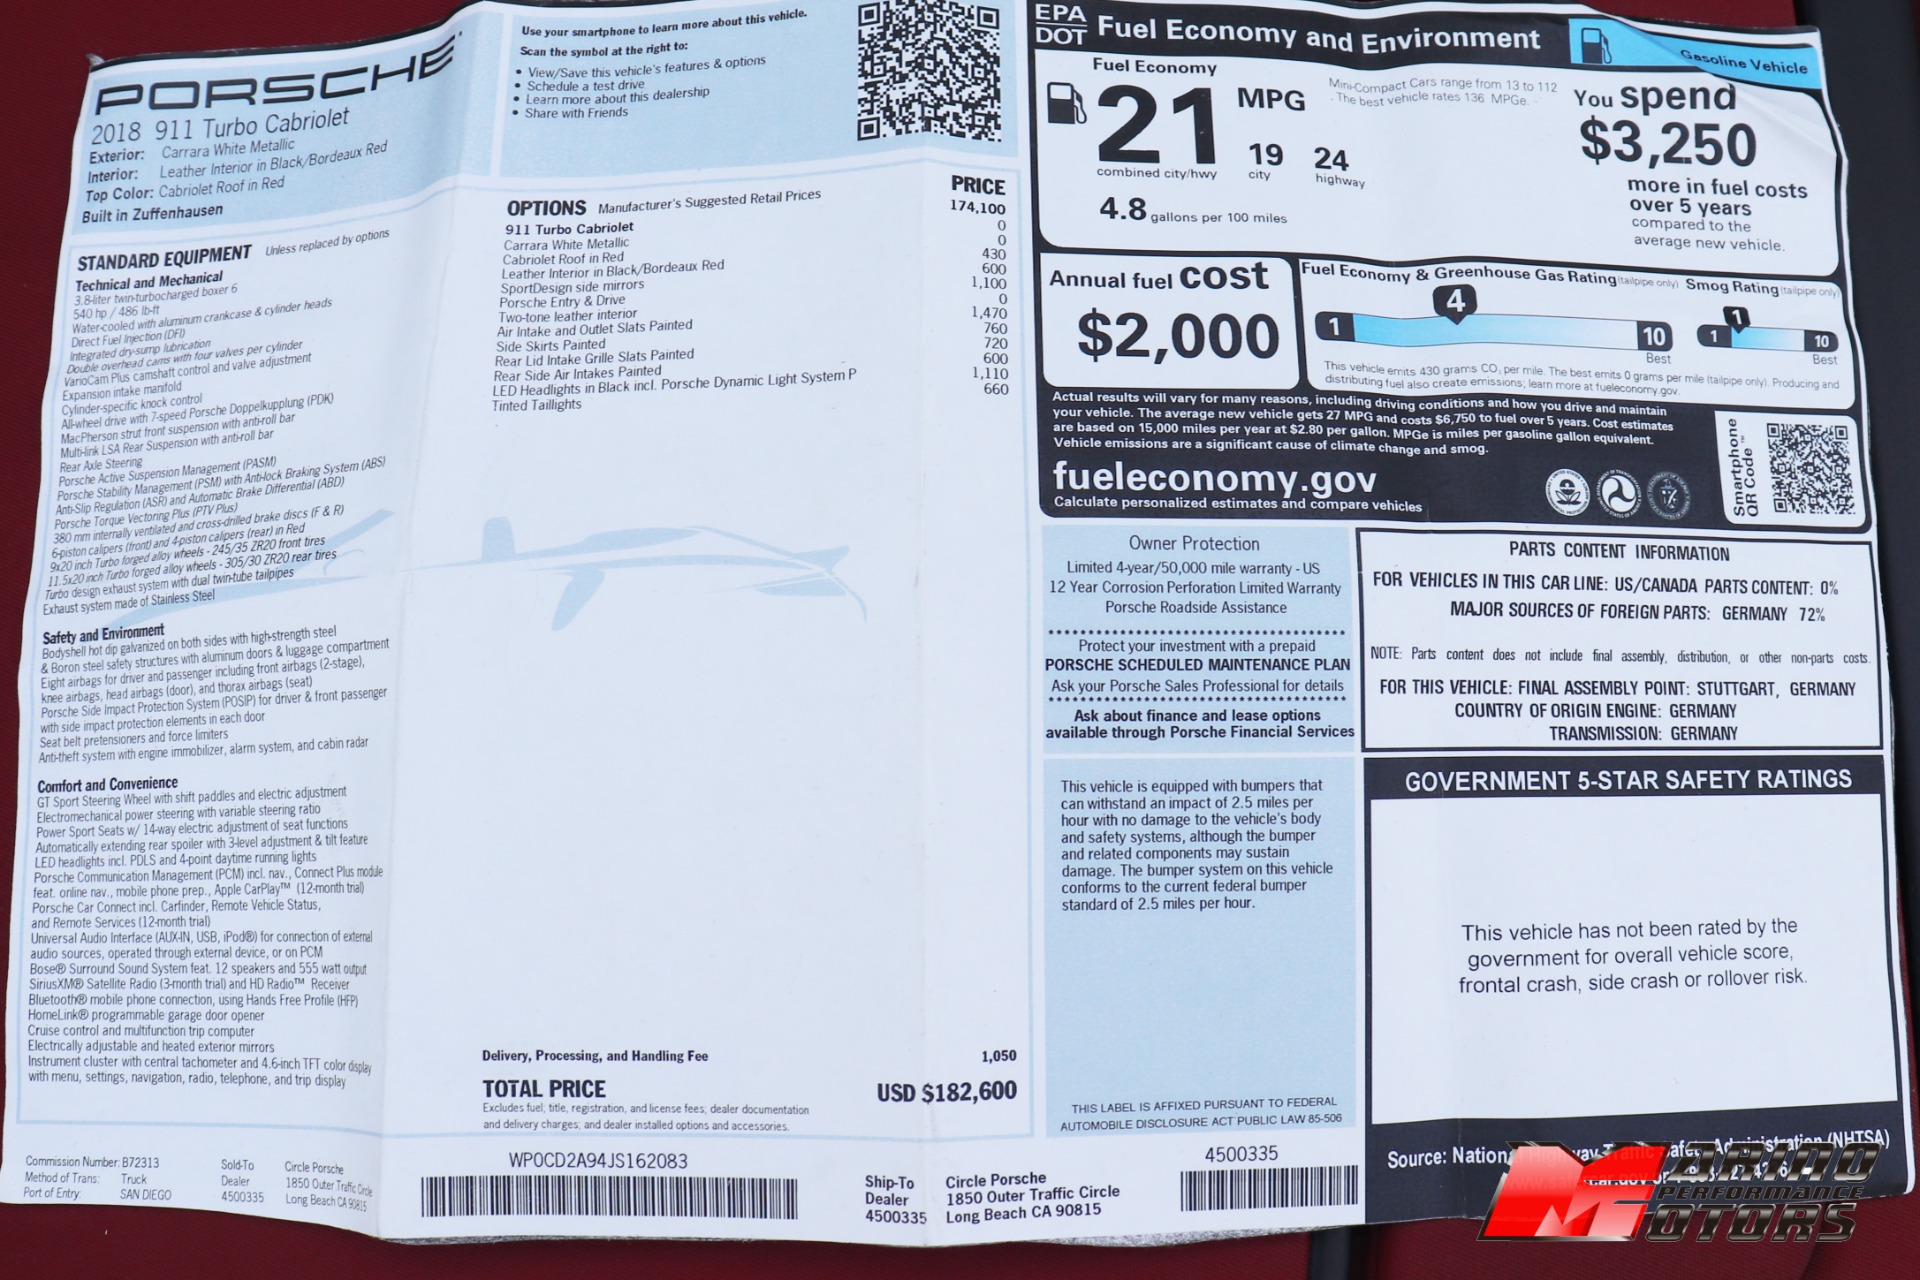 PORSCHE
2018 911 Turbo Cabriolet
Exterior: Carrara White Metallic
Interior: Leather Interior in Black/Bordeaux Red
Top Color: Cabriolet Roof in Red
Built in Zuffenhausen
Use your smartphone to learn more about this vehicle.
Scan the symbol at the right to:
• View/Save this vehicle's features & options
• Schedule a test drive
• Learn more about this dealership
• Share with Friends
STANDARD EQUIPMENT Unless replaced by options
Technical and Mechanical
3.8-liter twin-turbocharged boxer 6
540 hp / 486 lb-ft
Water-cooled with aluminum crankcase & cylinder heads
Direct Fuel Injection (DFI)
Integrated dry-sump lubrication
Double overhead cams with four valves per cylinder
VarioCam Plus camshaft control and valve adjustment
Expansion intake manifold
Cylinder-specific knock control
All-wheel drive with 7-speed Porsche Doppelkupplung (PDK)
MacPherson strut front suspension with anti-roll bar
Multi-link LSA Rear Suspension with anti-roll bar
Rear Axle Steering
Porsche Active Suspension Management (PASM)
Porsche Stability Management (PSM) with Anti-lock Braking System (ABS)
Anti-Slip Regulation (ASR) and Automatic Brake Differential (ABD)
Porsche Torque Vectoring Plus (PTV Plus)
380 mm internally ventilated and cross-drilled brake discs (F & R)
6-piston calipers (front) and 4-piston calipers (rear) in Red
9x20 inch Turbo forged alloy wheels - 245/35 ZR20 front tires
11.5x20 inch Turbo forged alloy wheels - 305/30 ZR20 rear tires
Turbo design exhaust system with dual twin-tube tailpipes
Exhaust system made of Stainless Steel
Safety and Environment
Bodyshell hot dip galvanized on both sides with high-strength steel
& Boron steel safety structures with aluminum doors & luggage compartment
Eight airbags for driver and passenger including front airbags (2-stage),
knee airbags, head airbags (door), and thorax airbags (seat)
Porsche Side Impact Protection System (POSIP) for driver & front passenger
with side impact protection elements in each door
Seat belt pretensioners and force limiters
Anti-theft system with engine immobilizer, alarm system, and cabin radar
Comfort and Convenience
GT Sport Steering Wheel with shift paddles and electric adjustment
Electromechanical power steering with variable steering ratio
Power Sport Seats w/ 14-way electric adjustment of seat functions
Automatically extending rear spoiler with 3-level adjustment & tilt feature
LED headlights incl. PDLS and 4-point daytime running lights
Porsche Communication Management (PCM) incl. nav., Connect Plus module
feat. online nav., mobile phone prep., Apple CarPlay™ (12-month trial)
Porsche Car Connect incl. Carfinder, Remote Vehicle Status,
and Remote Services (12-month trial)
Universal Audio Interface (AUX-IN, USB, iPod®) for connection of external
audio sources, operated through external device, or on PCM
Bose® Surround Sound System feat. 12 speakers and 555 watt output
SiriusXM® Satellite Radio (3-month trial) and HD Radio™ Receiver
Bluetooth® mobile phone connection, using Hands Free Profile (HFP)
HomeLink® programmable garage door opener
Cruise control and multifunction trip computer
Electrically adjustable and heated exterior mirrors
Instrument cluster with central tachometer and 4.6-inch TFT color display
with menu, settings, navigation, radio, telephone, and trip display
OPTIONS Manufacturer's Suggested Retail Prices PRICE
911 Turbo Cabriolet 174,100
Carrara White Metallic 0
Cabriolet Roof in Red 0
Leather Interior in Black/Bordeaux Red 430
SportDesign side mirrors 600
Porsche Entry & Drive 1,100
Two-tone leather interior 0
Air Intake and Outlet Slats Painted 1,470
Side Skirts Painted 760
Rear Lid Intake Grille Slats Painted 720
Rear Side Air Intakes Painted 600
LED Headlights in Black incl. Porsche Dynamic Light System P 1,110
Tinted Taillights 660
Delivery, Processing, and Handling Fee 1,050
TOTAL PRICE USD $182,600
Excludes fuel, title, registration, and license fees, dealer documentation
and delivery charges, and dealer installed options and accessories.
Commission Number: B72313
Method of Trans: Truck
Port of Entry: SAN DIEGO
Sold-To
Dealer
4500335
Circle Porsche
1850 Outer Traffic Circle
Long Beach CA 90815
WP0CD2A94JS162083
Ship-To
Dealer
4500335
Circle Porsche
1850 Outer Traffic Circle
Long Beach CA 90815
4500335
EPA
DOT
Fuel Economy and Environment
Gasoline Vehicle
Fuel Economy
21 MPG
combined city/hwy
19
city
24
highway
4.8 gallons per 100 miles
Mini-Compact Cars range from 13 to 112
. The best vehicle rates 136 MPGe.
You spend
$3,250
more in fuel costs
over 5 years
compared to the
average new vehicle.
Annual fuel cost
$2,000
Fuel Economy & Greenhouse Gas Rating (tailpipe only)
1
4
10
Best
Smog Rating (tailpipe only)
1
1
10
Best
This vehicle emits 430 grams CO₂ per mile. The best emits 0 grams per mile (tailpipe only). Producing and
distributing fuel also create emissions; learn more at fueleconomy.gov.
Actual results will vary for many reasons, including driving conditions and how you drive and maintain
your vehicle. The average new vehicle gets 27 MPG and costs $6,750 to fuel over 5 years. Cost estimates
are based on 15,000 miles per year at $2.80 per gallon. MPGe is miles per gasoline gallon equivalent.
Vehicle emissions are a significant cause of climate change and smog.
fueleconomy.gov
Calculate personalized estimates and compare vehicles
Smartphone
QR Code™
Owner Protection
Limited 4-year/50,000 mile warranty - US
12 Year Corrosion Perforation Limited Warranty
Porsche Roadside Assistance
Protect your investment with a prepaid
PORSCHE SCHEDULED MAINTENANCE PLAN
Ask your Porsche Sales Professional for details
Ask about finance and lease options
available through Porsche Financial Services
This vehicle is equipped with bumpers that
can withstand an impact of 2.5 miles per
hour with no damage to the vehicle's body
and safety systems, although the bumper
and related components may sustain
damage. The bumper system on this vehicle
conforms to the current federal bumper
standard of 2.5 miles per hour.
THIS LABEL IS AFFIXED PURSUANT TO FEDERAL
AUTOMOBILE DISCLOSURE ACT PUBLIC LAW 85-506
PARTS CONTENT INFORMATION
FOR VEHICLES IN THIS CAR LINE: US/CANADA PARTS CONTENT: 0%
MAJOR SOURCES OF FOREIGN PARTS: GERMANY 72%
NOTE: Parts content does not include final assembly, distribution, or other non-parts costs.
FOR THIS VEHICLE: FINAL ASSEMBLY POINT: STUTTGART, GERMANY
COUNTRY OF ORIGIN ENGINE: GERMANY
TRANSMISSION: GERMANY
GOVERNMENT 5-STAR SAFETY RATINGS
This vehicle has not been rated by the
government for overall vehicle score,
frontal crash, side crash or rollover risk.
Source: National Highway Traffic Safety Administration (NHTSA)
MARINO
PERFORMANCE
MOTORS